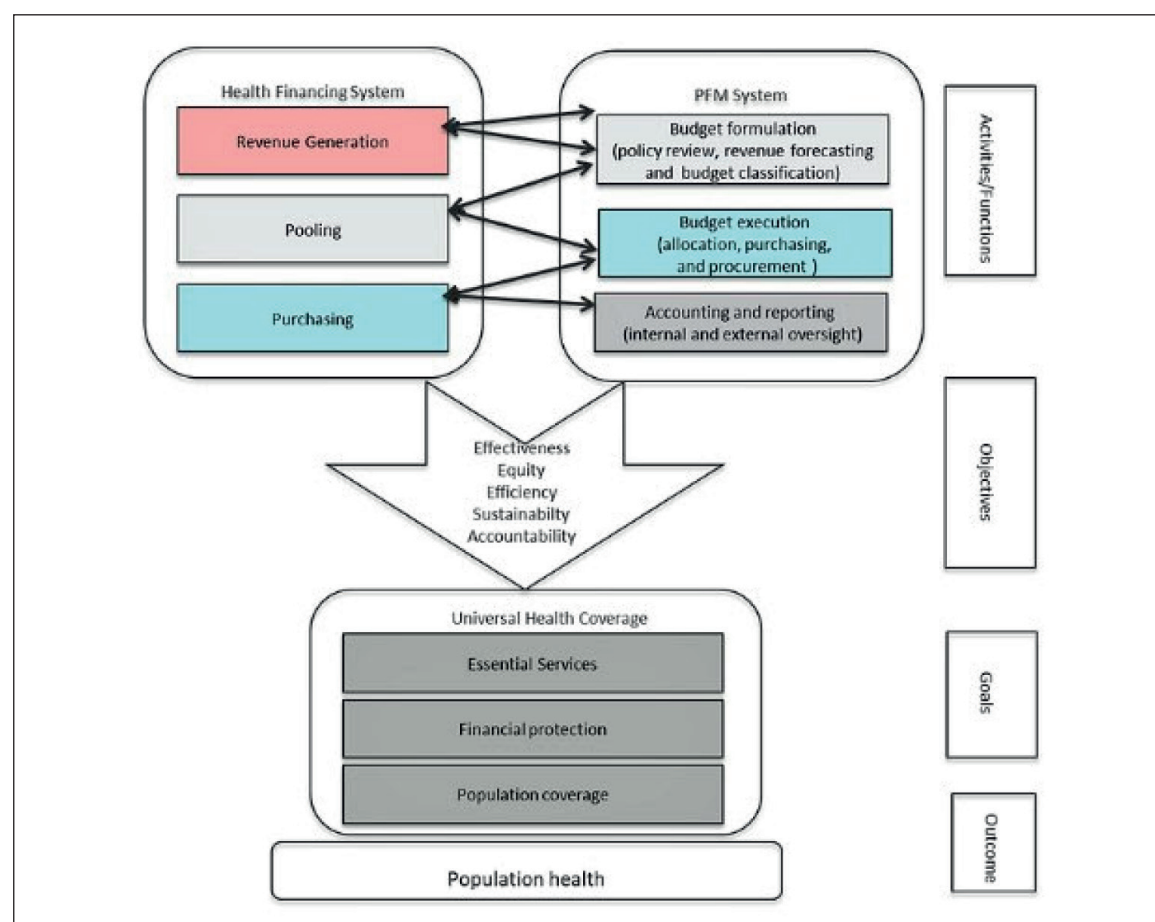 Health Financing System
Revenue Generation
Pooling
Purchasing
PFM System
Budget formulation
(policy review, revenue forecasting
and budget classification)
Budget execution
(allocation, purchasing,
and procurement )
Accounting and reporting
(internal and external oversight)
Activities/Functions
Effectiveness
Equity
Efficiency
Sustainabilty
Accountability
Objectives
Universal Health Coverage
Essential Services
Financial protection
Population coverage
Goals
Population health
Outcome